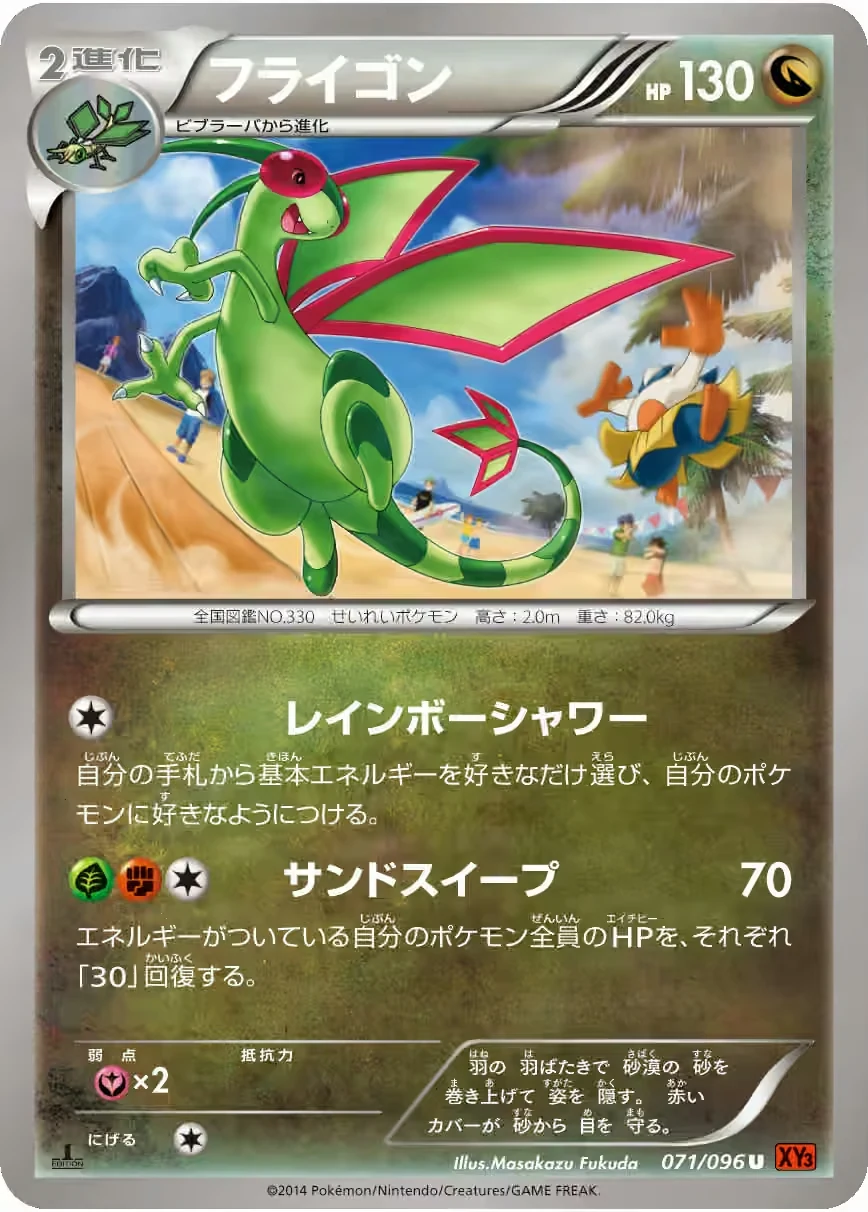 2進化
フライゴン
HP 130
ビブラーバから進化
全国図鑑NO.330 せいれいポケモン 高さ:2.0m 重さ:82.0kg
レインボーシャワー
自分の手札から基本エネルギーを好きなだけ選び、自分のポケ
モンに好きなようにつける。
サンドスイープ 70
エネルギーがついている自分のポケモン全員のHPを、それぞれ
「30」回復する。
弱点 抵抗力
×2
にげる
羽の 羽ばたきで 砂漠の 砂を
巻き上げて 姿を 隠す。 赤い
カバーが 砂から 目を 守る。
1 EDITION
Illus.Masakazu Fukuda 071/096 U XY3
©2014 Pokémon/Nintendo/Creatures/GAME FREAK.